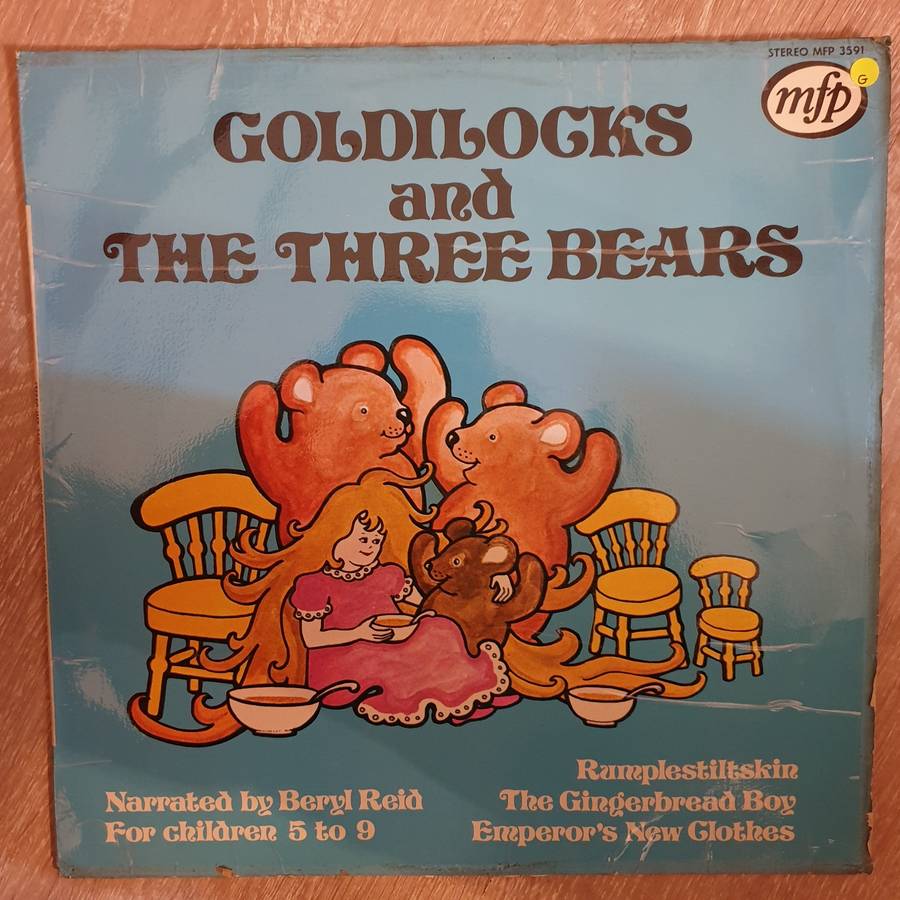 STEREO MFP 3591
mfp
G
GOLDILOCKS
and
THE THREE BEARS
Rumplestiltskin
Narrated by Beryl Reid
The Gingerbread Boy
For children 5 to 9
Emperor's New Clothes